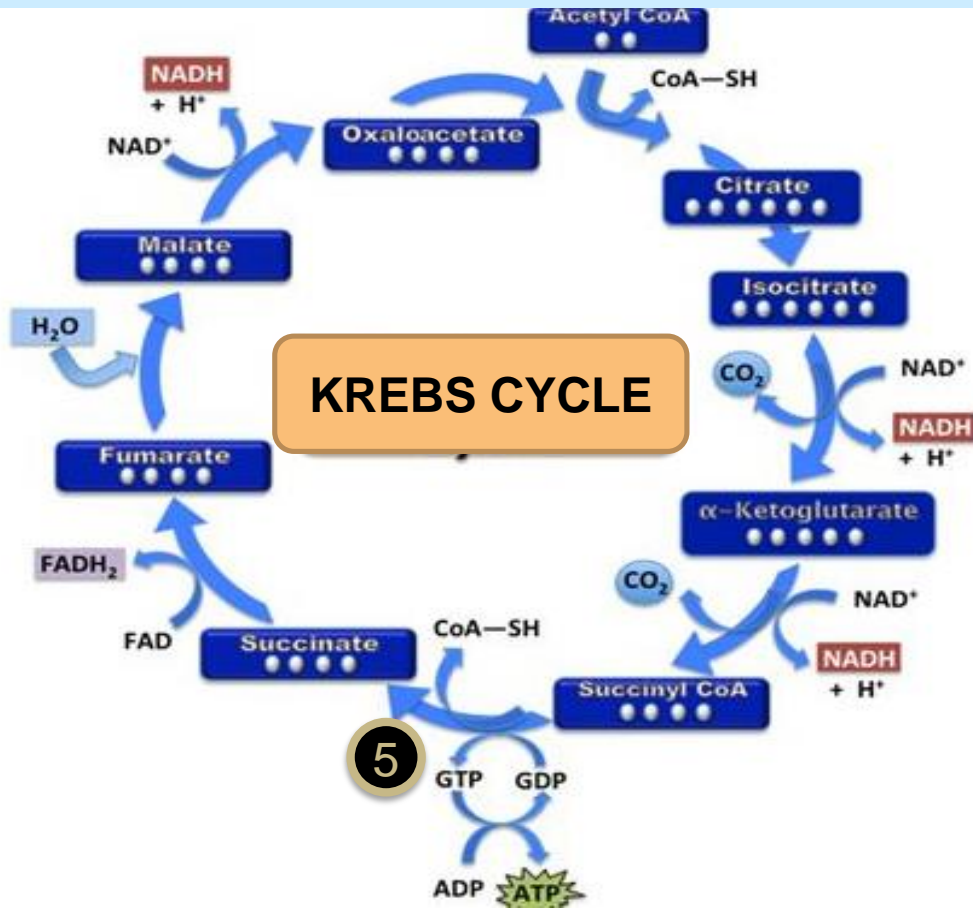 Acetyl CoA
CoA—SH
NADH
+ H⁺
NAD⁺
Oxaloacetate
Citrate
Malate
Isocitrate
H₂O
KREBS CYCLE
CO₂
NAD⁺
NADH
+ H⁺
Fumarate
α-Ketoglutarate
FADH₂
CO₂
NAD⁺
FAD
Succinate
CoA—SH
NADH
+ H⁺
Succinyl CoA
5
GTP
GDP
ADP
ATP